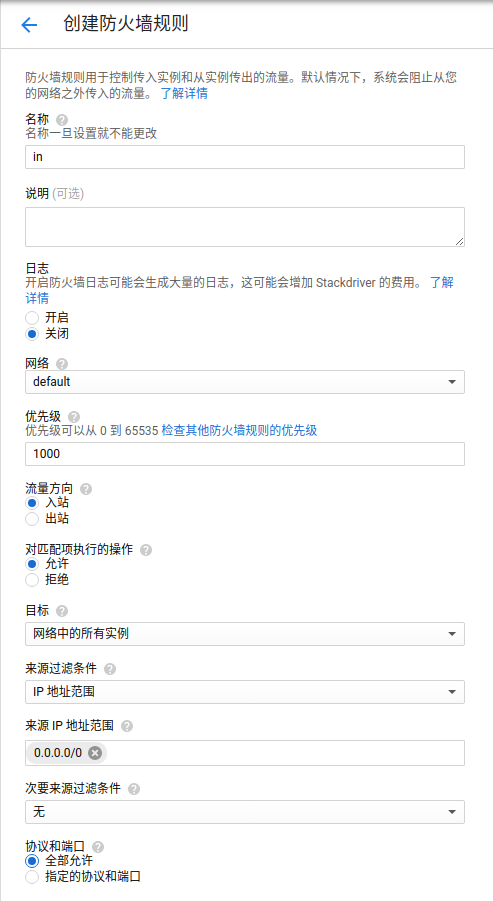 创建防火墙规则
防火墙规则用于控制传入实例和从实例传出的流量。默认情况下，系统会阻止从您
的网络之外传入的流量。 了解详情
名称
名称一旦设置就不能更改
in
说明 (可选)
日志
开启防火墙日志可能会生成大量的日志，这可能会增加 Stackdriver 的费用。 了解
详情
开启
关闭
网络
default
优先级
优先级可以从 0 到 65535 检查其他防火墙规则的优先级
1000
流量方向
入站
出站
对匹配项执行的操作
允许
拒绝
目标
网络中的所有实例
来源过滤条件
IP 地址范围
来源 IP 地址范围
0.0.0.0/0
次要来源过滤条件
无
协议和端口
全部允许
指定的协议和端口